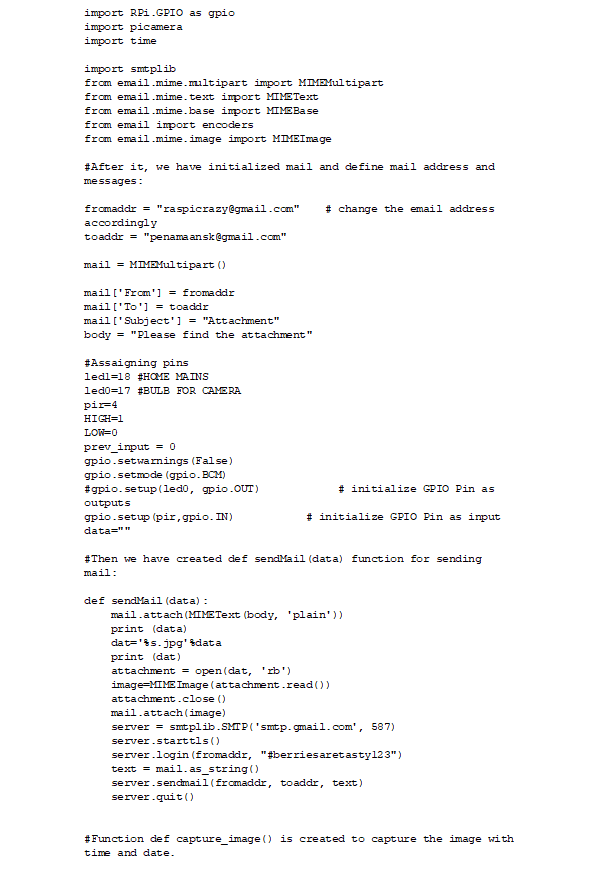 import RPi.GPIO as gpio
import picamera
import time
import smtplib
from email.mime.multipart import MIMEMultipart
from email.mime.text import MIMEText
from email.mime.base import MIMEBase
from email import encoders
from email.mime.image import MIMEImage
#After it, we have initialized mail and define mail address and
messages:
fromaddr = "raspicrazy@gmail.com"    # change the email address
accordingly
toaddr = "penamaansk@gmail.com"
mail = MIMEMultipart()
mail['From'] = fromaddr
mail['To'] = toaddr
mail['Subject'] = "Attachment"
body = "Please find the attachment"
#Assaigning pins
led1=18 #HOME MAINS
led0=17 #BULB FOR CAMERA
pir=4
HIGH=1
LOW=0
prev_input = 0
gpio.setwarnings(False)
gpio.setmode(gpio.BCM)
#gpio.setup(led0, gpio.OUT)            # initialize GPIO Pin as
outputs
gpio.setup(pir,gpio.IN)           # initialize GPIO Pin as input
data=""
#Then we have created def sendMail(data) function for sending
mail:
def sendMail(data):
    mail.attach(MIMEText(body, 'plain'))
    print (data)
    dat='%s.jpg'%data
    print (dat)
    attachment = open(dat, 'rb')
    image=MIMEImage(attachment.read())
    attachment.close()
    mail.attach(image)
    server = smtplib.SMTP('smtp.gmail.com', 587)
    server.starttls()
    server.login(fromaddr, "#berriesaretasty123")
    text = mail.as_string()
    server.sendmail(fromaddr, toaddr, text)
    server.quit()
#Function def capture_image() is created to capture the image with
time and date.